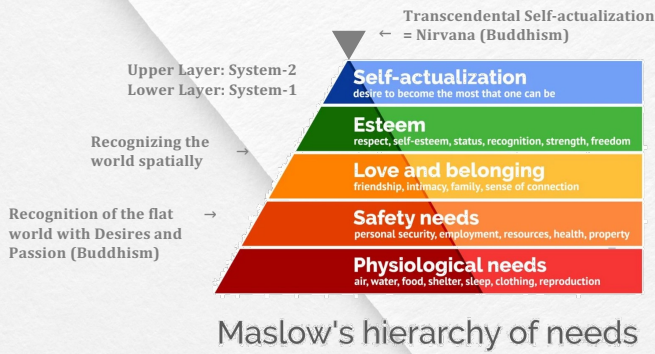 Transcendental Self-actualization
← = Nirvana (Buddhism)
Upper Layer: System-2
Lower Layer: System-1
Self-actualization
desire to become the most that one can be
Esteem
respect, self-esteem, status, recognition, strength, freedom
Recognizing the
world spatially →
Love and belonging
friendship, intimacy, family, sense of connection
Recognition of the flat →
world with Desires and
Passion (Buddhism)
Safety needs
personal security, employment, resources, health, property
Physiological needs
air, water, food, shelter, sleep, clothing, reproduction
Maslow's hierarchy of needs